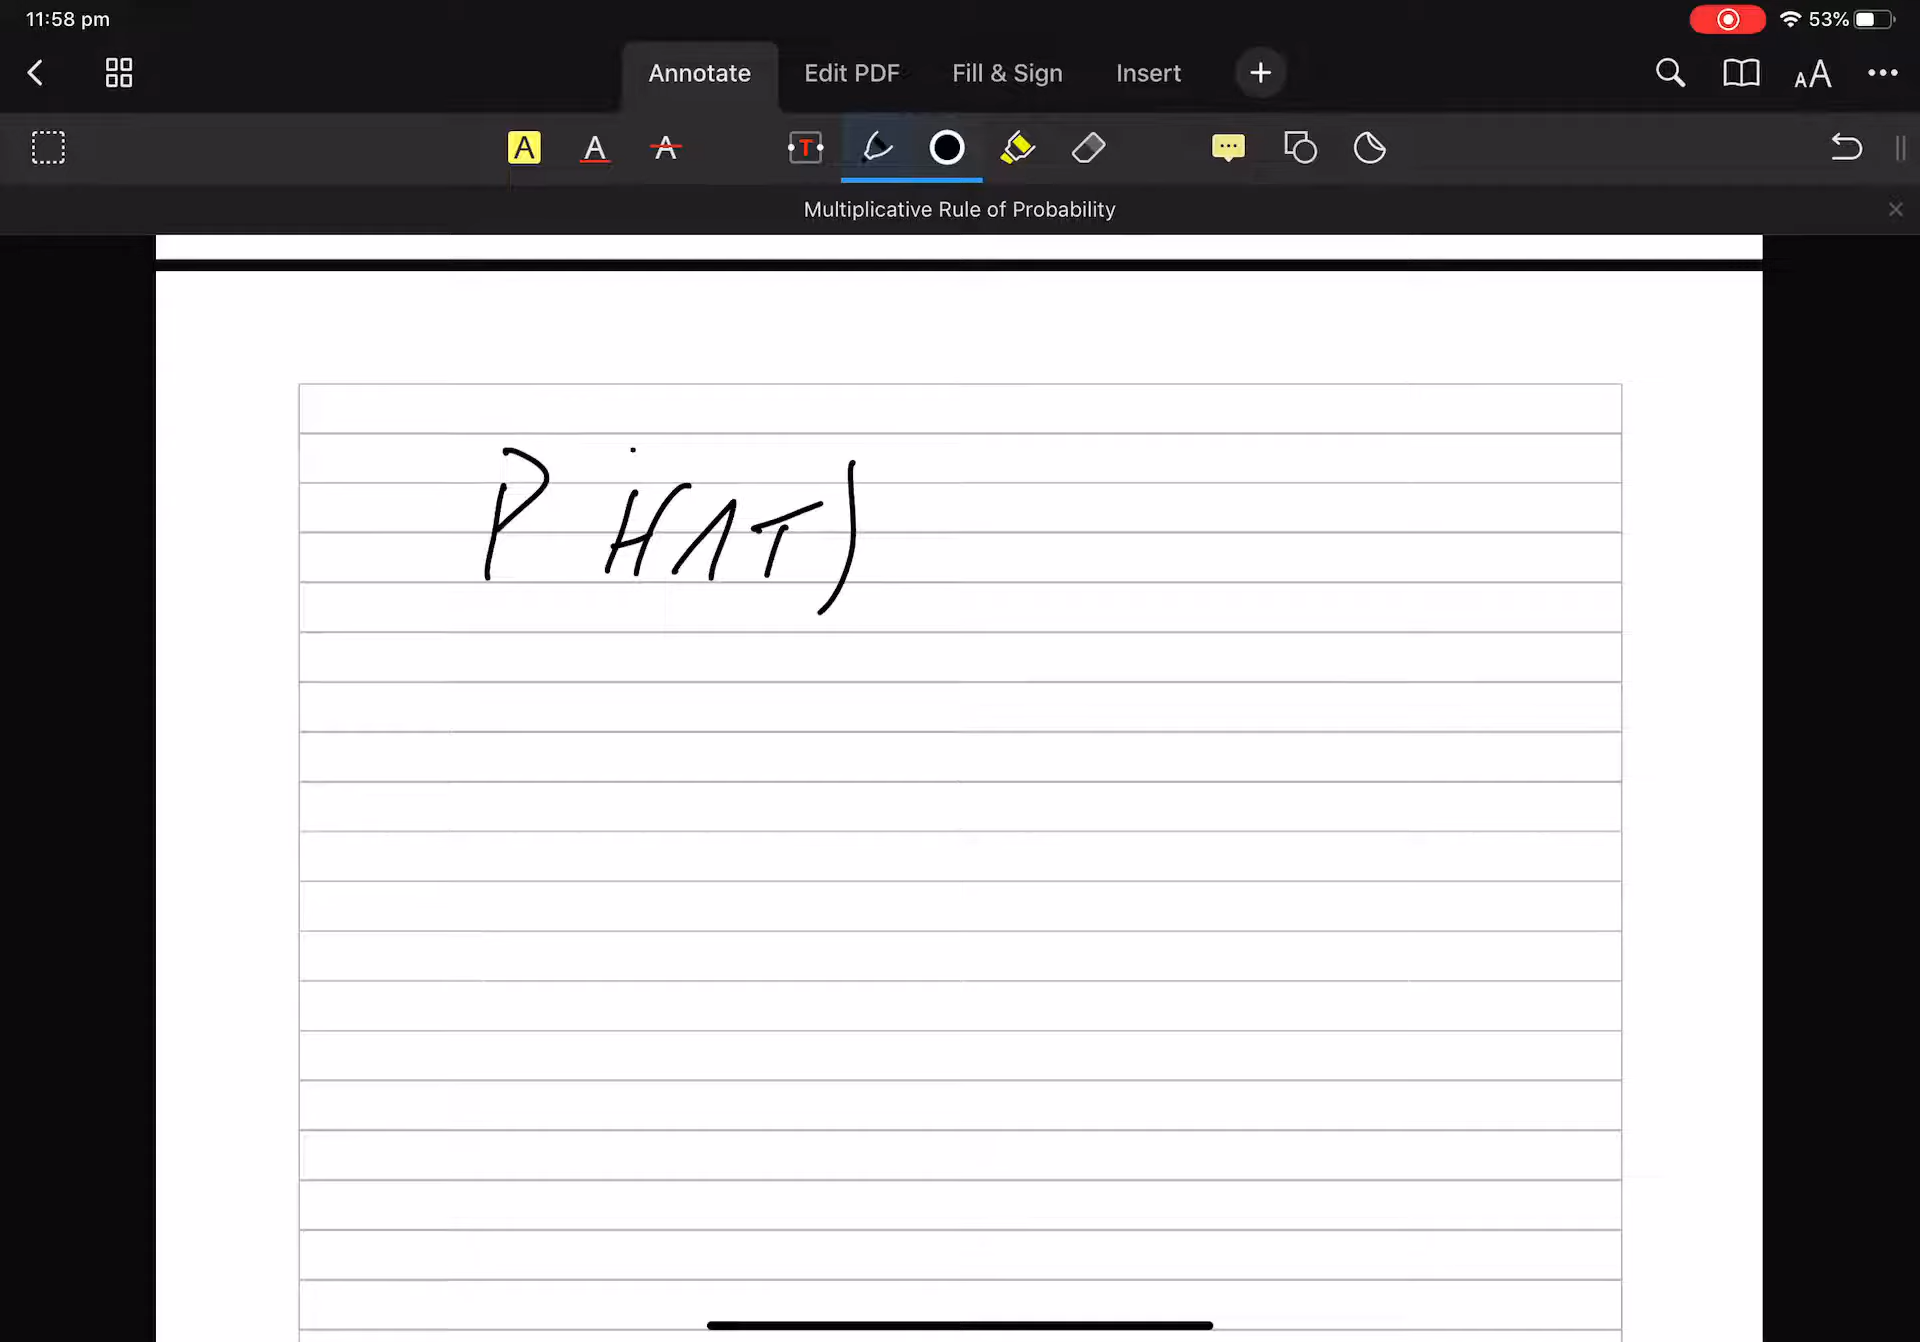 11:58 pm 53%
Annotate Edit PDF Fill & Sign Insert
Multiplicative Rule of Probability
P H∩T)